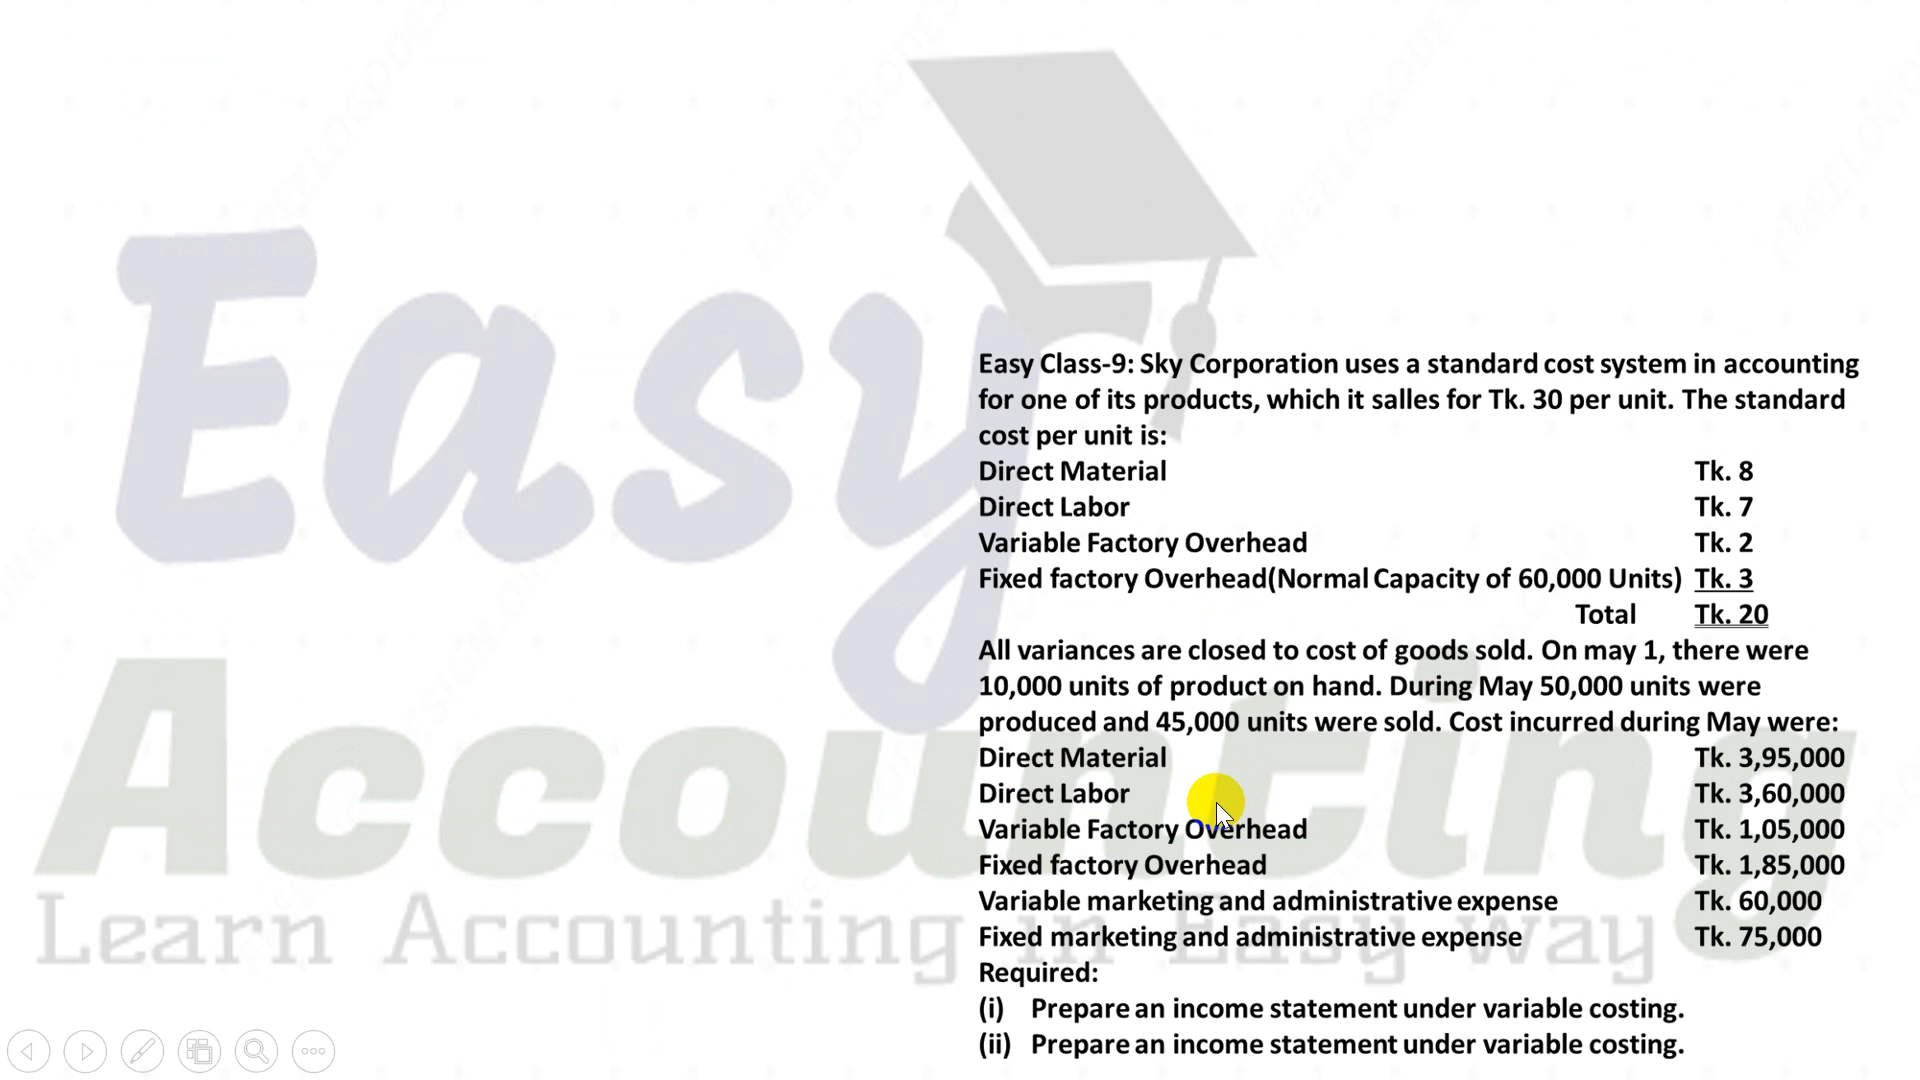 Easy
Accounting
Learn Accounting in Easy way
Easy Class-9: Sky Corporation uses a standard cost system in accounting
for one of its products, which it salles for Tk. 30 per unit. The standard
cost per unit is:
Direct Material Tk. 8
Direct Labor Tk. 7
Variable Factory Overhead Tk. 2
Fixed factory Overhead(Normal Capacity of 60,000 Units) Tk. 3
Total Tk. 20
All variances are closed to cost of goods sold. On may 1, there were
10,000 units of product on hand. During May 50,000 units were
produced and 45,000 units were sold. Cost incurred during May were:
Direct Material Tk. 3,95,000
Direct Labor Tk. 3,60,000
Variable Factory Overhead Tk. 1,05,000
Fixed factory Overhead Tk. 1,85,000
Variable marketing and administrative expense Tk. 60,000
Fixed marketing and administrative expense Tk. 75,000
Required:
(i) Prepare an income statement under variable costing.
(ii) Prepare an income statement under variable costing.